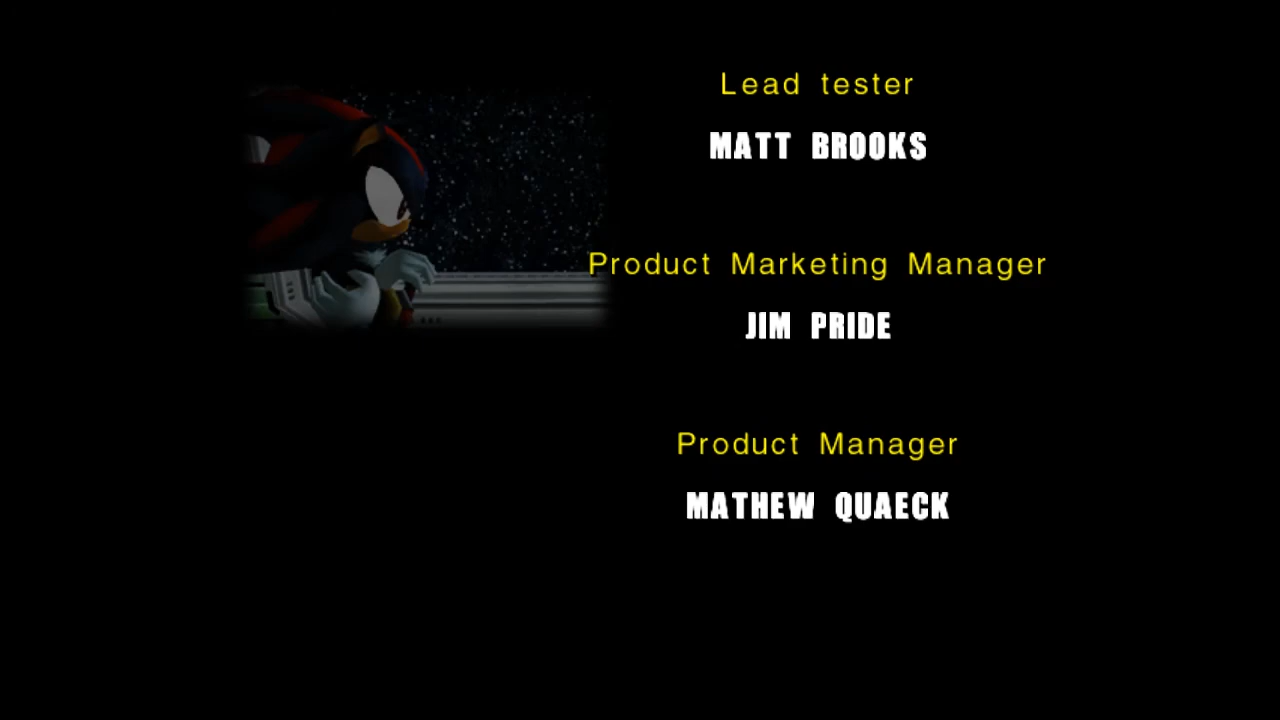 Lead tester
MATT BROOKS
Product Marketing Manager
JIM PRIDE
Product Manager
MATHEW QUAECK